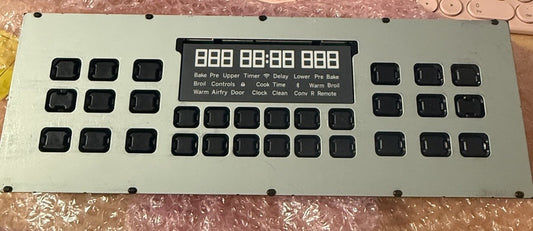 888 88:88 888
Bake Pre Upper Timer Delay Lower Pre Bake
Broil Controls Cook Time Warm Broil
Warm Airfry Door Clock Clean Conv R Remote